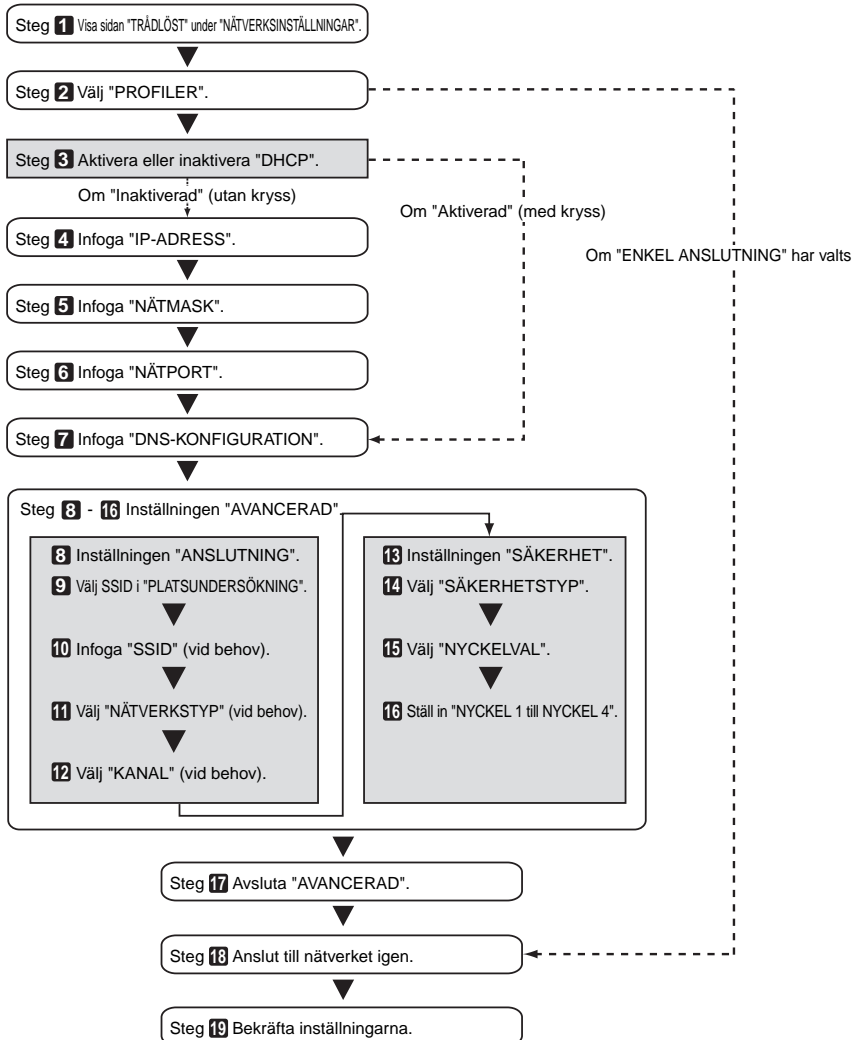 Steg 1 Visa sidan "TRÅDLÖST" under "NÄTVERKSINSTÄLLNINGAR".
Steg 2 Välj "PROFILER".
Steg 3 Aktivera eller inaktivera "DHCP".
Om "Inaktiverad" (utan kryss)
Om "Aktiverad" (med kryss)
Steg 4 Infoga "IP-ADRESS".
Om "ENKEL ANSLUTNING" har valts
Steg 5 Infoga "NÄTMASK".
Steg 6 Infoga "NÄTPORT".
Steg 7 Infoga "DNS-KONFIGURATION".
Steg 8 - 16 Inställningen "AVANCERAD".
8 Inställningen "ANSLUTNING".
9 Välj SSID i "PLATSUNDERSÖKNING".
10 Infoga "SSID" (vid behov).
11 Välj "NÄTVERKSTYP" (vid behov).
12 Välj "KANAL" (vid behov).
13 Inställningen "SÄKERHET".
14 Välj "SÄKERHETSTYP".
15 Välj "NYCKELVAL".
16 Ställ in "NYCKEL 1 till NYCKEL 4".
Steg 17 Avsluta "AVANCERAD".
Steg 18 Anslut till nätverket igen.
Steg 19 Bekräfta inställningarna.